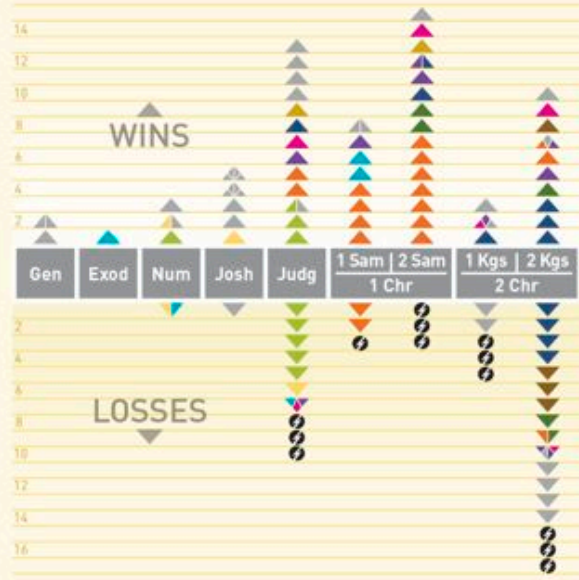 14
12
10
8
WINS
6
4
2
Gen
Exod
Num
Josh
Judg
1 Sam | 2 Sam
1 Chr
1 Kgs | 2 Kgs
2 Chr
2
4
6
LOSSES
8
10
12
14
16